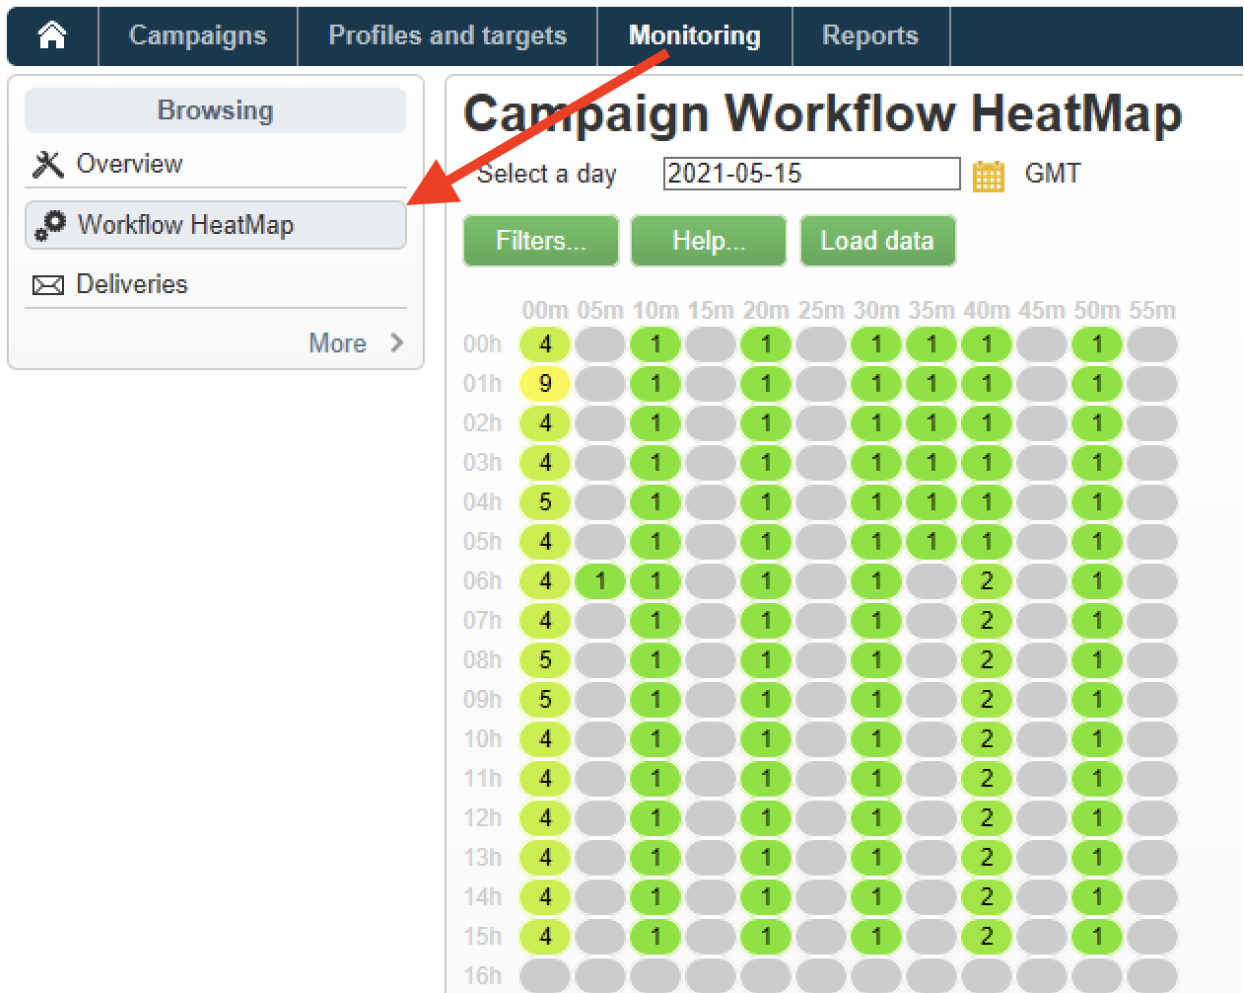 Campaigns Profiles and targets Monitoring Reports
Browsing
Overview
Workflow HeatMap
Deliveries
More
Campaign Workflow HeatMap
Select a day 2021-05-15 GMT
Filters... Help... Load data
00m 05m 10m 15m 20m 25m 30m 35m 40m 45m 50m 55m
00h 4 1 1 1 1 1 1
01h 9 1 1 1 1 1 1
02h 4 1 1 1 1 1 1
03h 4 1 1 1 1 1 1
04h 5 1 1 1 1 1 1
05h 4 1 1 1 1 1 1
06h 4 1 1 1 1 2 1
07h 4 1 1 1 2 1
08h 5 1 1 1 2 1
09h 5 1 1 1 2 1
10h 4 1 1 1 2 1
11h 4 1 1 1 2 1
12h 4 1 1 1 2 1
13h 4 1 1 1 2 1
14h 4 1 1 1 2 1
15h 4 1 1 1 2 1
16h